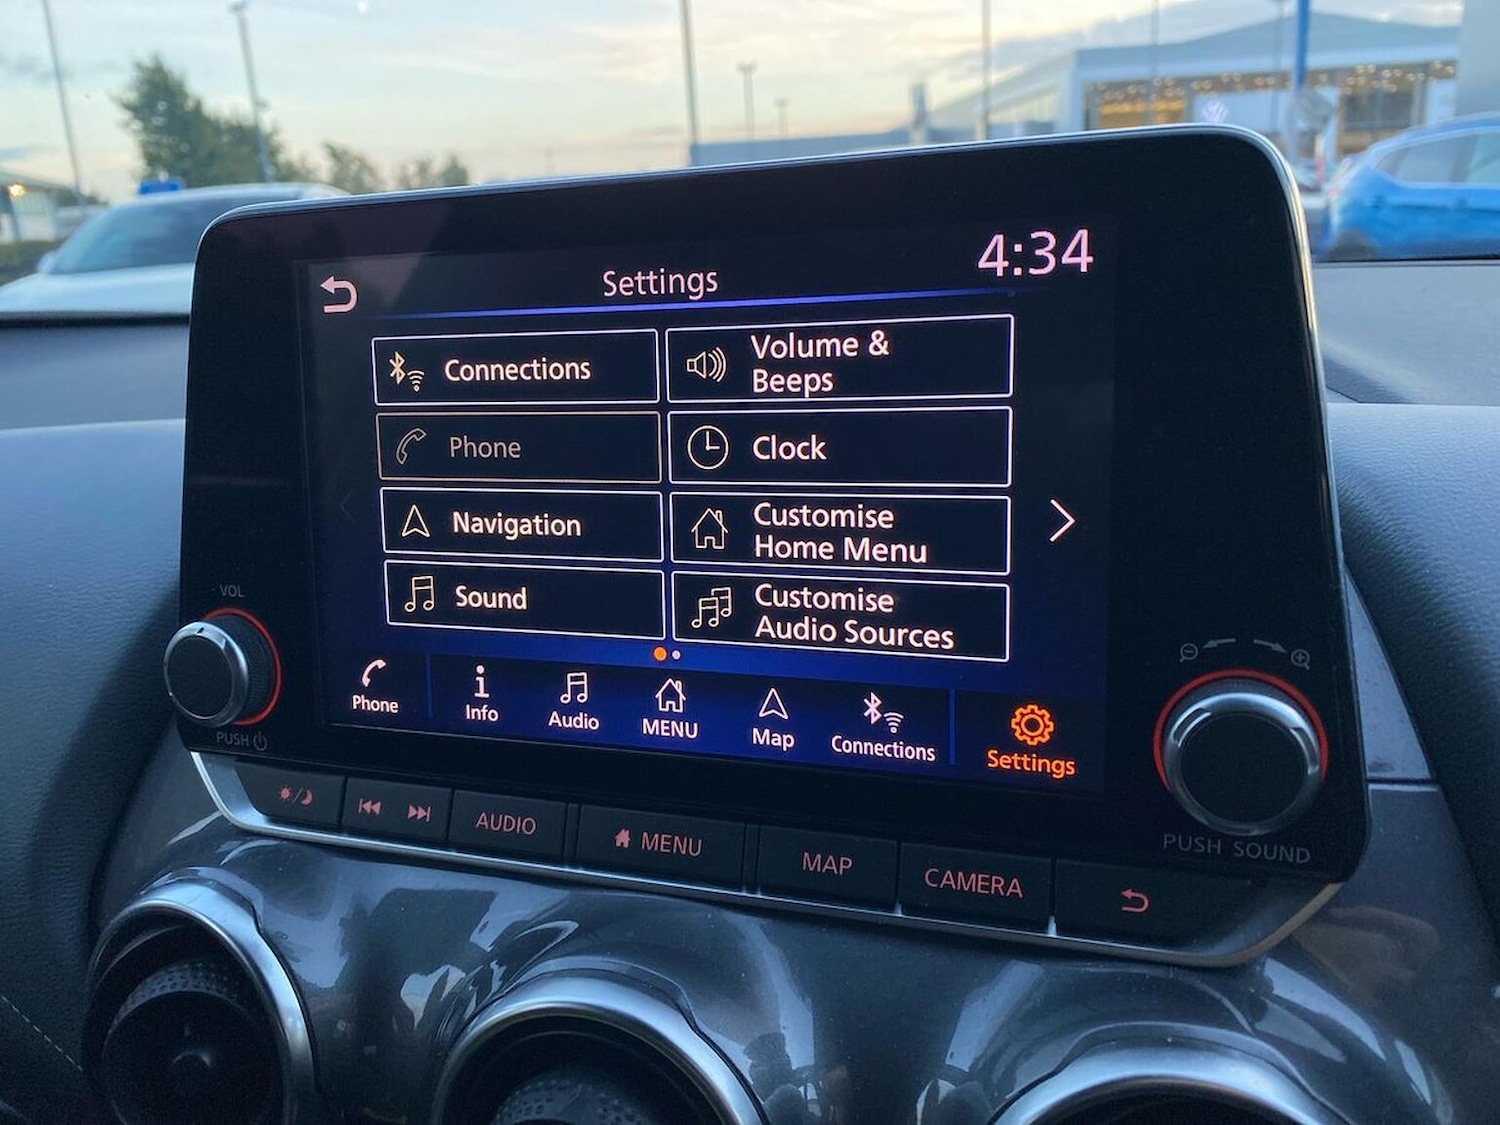 Settings
4:34
Connections
Volume &
Beeps
Phone
Clock
Navigation
Customise
Home Menu
Sound
Customise
Audio Sources
Phone
Info
Audio
MENU
Map
Connections
Settings
VOL
PUSH
PUSH SOUND
AUDIO
MENU
MAP
CAMERA